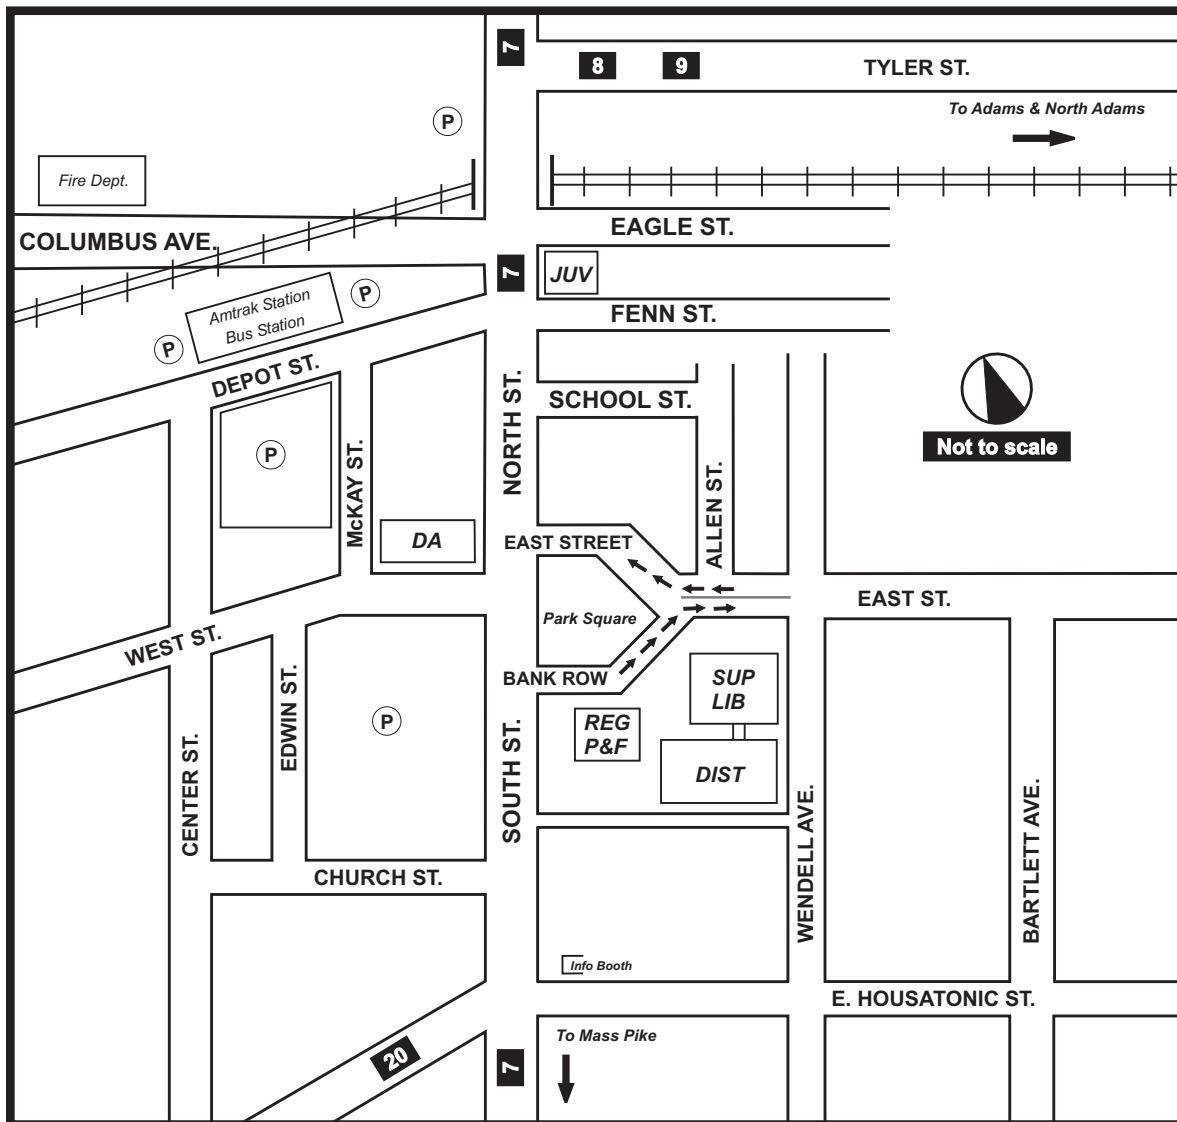 7
8
9
TYLER ST.
To Adams & North Adams
P
Fire Dept.
COLUMBUS AVE.
EAGLE ST.
7
JUV
Amtrak Station
Bus Station
P
P
FENN ST.
DEPOT ST.
SCHOOL ST.
NORTH ST.
P
McKAY ST.
Not to scale
ALLEN ST.
DA
EAST STREET
EAST ST.
Park Square
WEST ST.
BANK ROW
SUP
LIB
EDWIN ST.
P
REG
P&F
DIST
CENTER ST.
SOUTH ST.
WENDELL AVE.
BARTLETT AVE.
CHURCH ST.
Info Booth
E. HOUSATONIC ST.
20
7
To Mass Pike